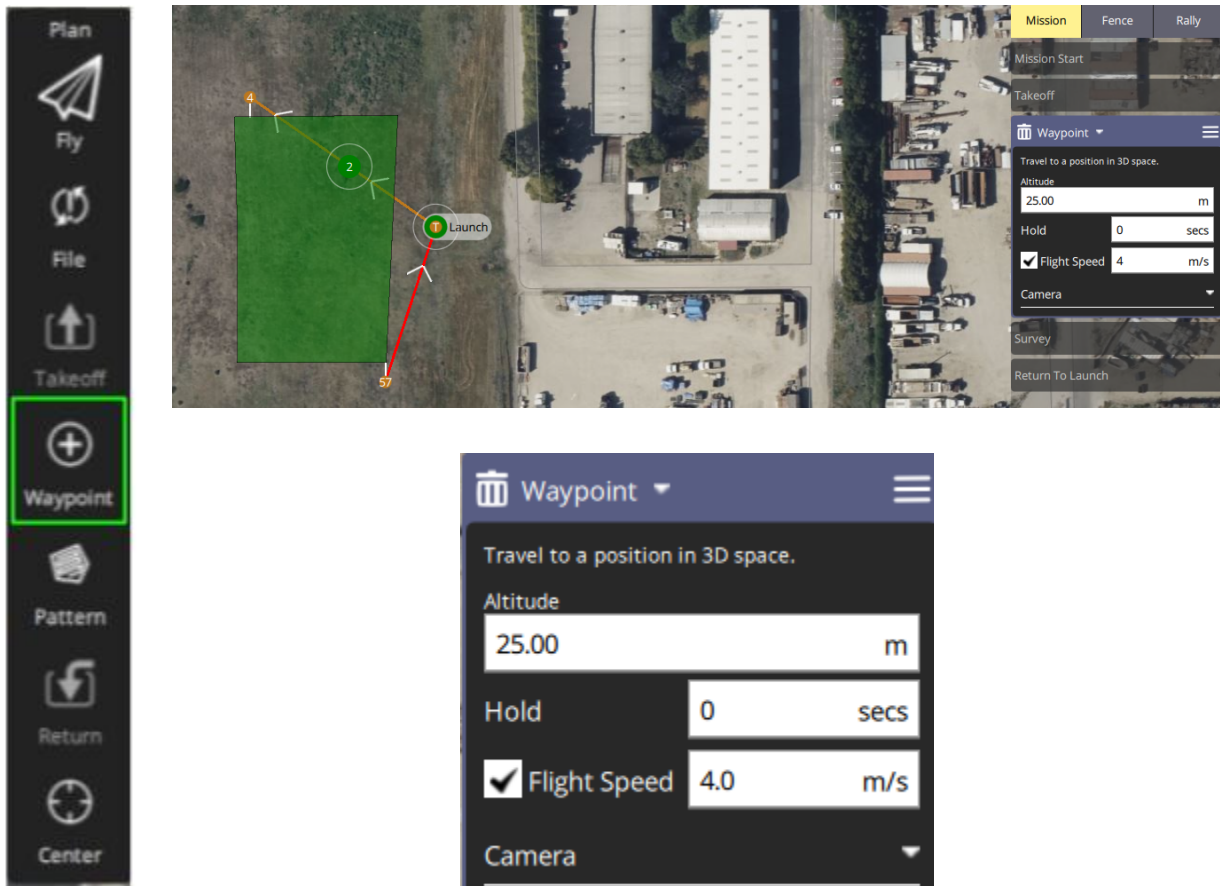 Plan
Fly
File
Takeoff
Waypoint
Pattern
Return
Center
4
2
T Launch
57
Mission Fence Rally
Mission Start
Takeoff
Waypoint
Travel to a position in 3D space.
Altitude
25.00 m
Hold 0 secs
Flight Speed 4 m/s
Camera
Survey
Return To Launch
Waypoint
Travel to a position in 3D space.
Altitude
25.00 m
Hold 0 secs
Flight Speed 4.0 m/s
Camera